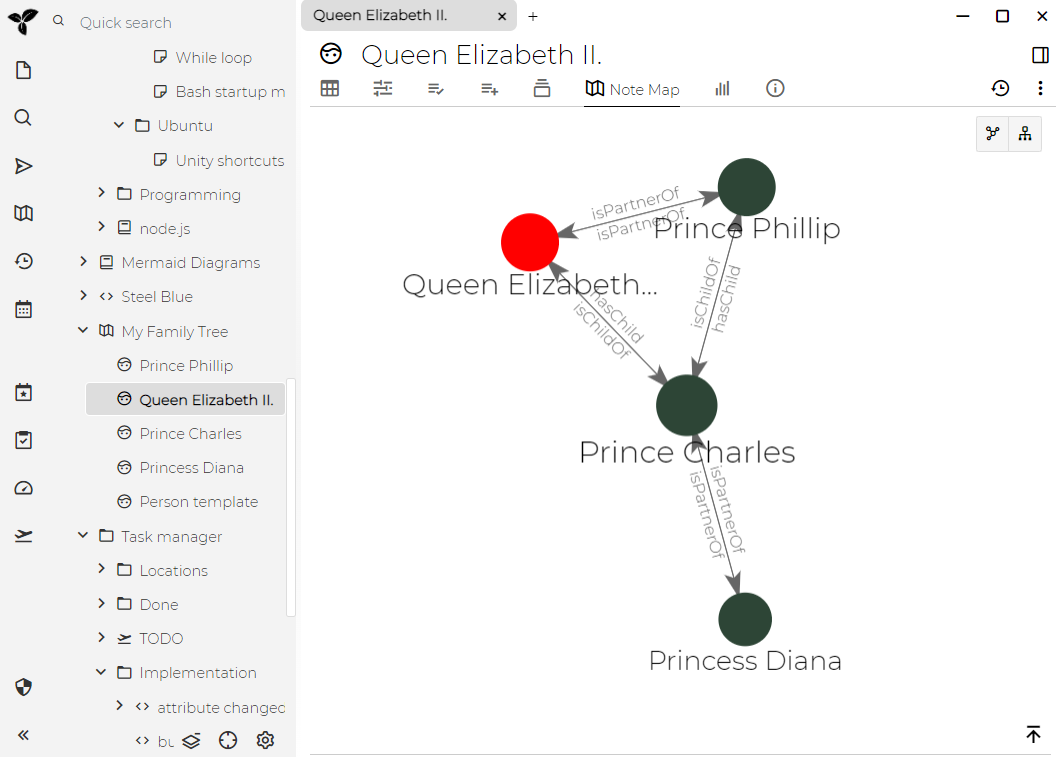 Quick search
While loop
Bash startup m
Ubuntu
Unity shortcuts
Programming
node.js
Mermaid Diagrams
Steel Blue
My Family Tree
Prince Phillip
Queen Elizabeth II.
Prince Charles
Princess Diana
Person template
Task manager
Locations
Done
TODO
Implementation
attribute changed
bu
Queen Elizabeth II.
Queen Elizabeth II.
Note Map
isPartnerOf
isPartnerOf
Prince Phillip
Queen Elizabeth...
hasChild
isChildOf
isChildOf
hasChild
Prince Charles
isPartnerOf
isPartnerOf
Princess Diana